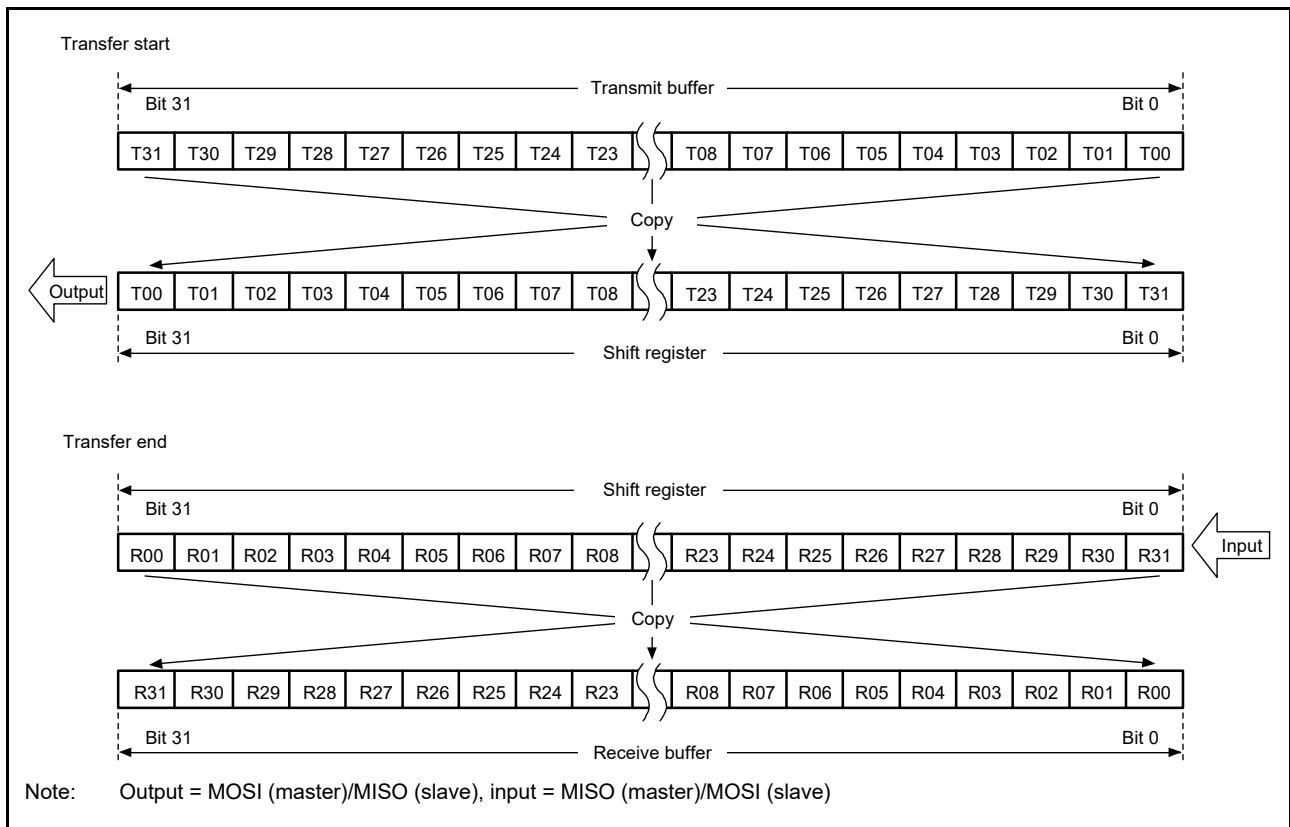 Transfer start
Transmit buffer
Bit 31 Bit 0
T31 T30 T29 T28 T27 T26 T25 T24 T23 T08 T07 T06 T05 T04 T03 T02 T01 T00
Copy
Output T00 T01 T02 T03 T04 T05 T06 T07 T08 T23 T24 T25 T26 T27 T28 T29 T30 T31
Bit 31 Bit 0
Shift register
Transfer end
Shift register
Bit 31 Bit 0
R00 R01 R02 R03 R04 R05 R06 R07 R08 R23 R24 R25 R26 R27 R28 R29 R30 R31 Input
Copy
R31 R30 R29 R28 R27 R26 R25 R24 R23 R08 R07 R06 R05 R04 R03 R02 R01 R00
Bit 31 Bit 0
Receive buffer
Note: Output = MOSI (master)/MISO (slave), input = MISO (master)/MOSI (slave)